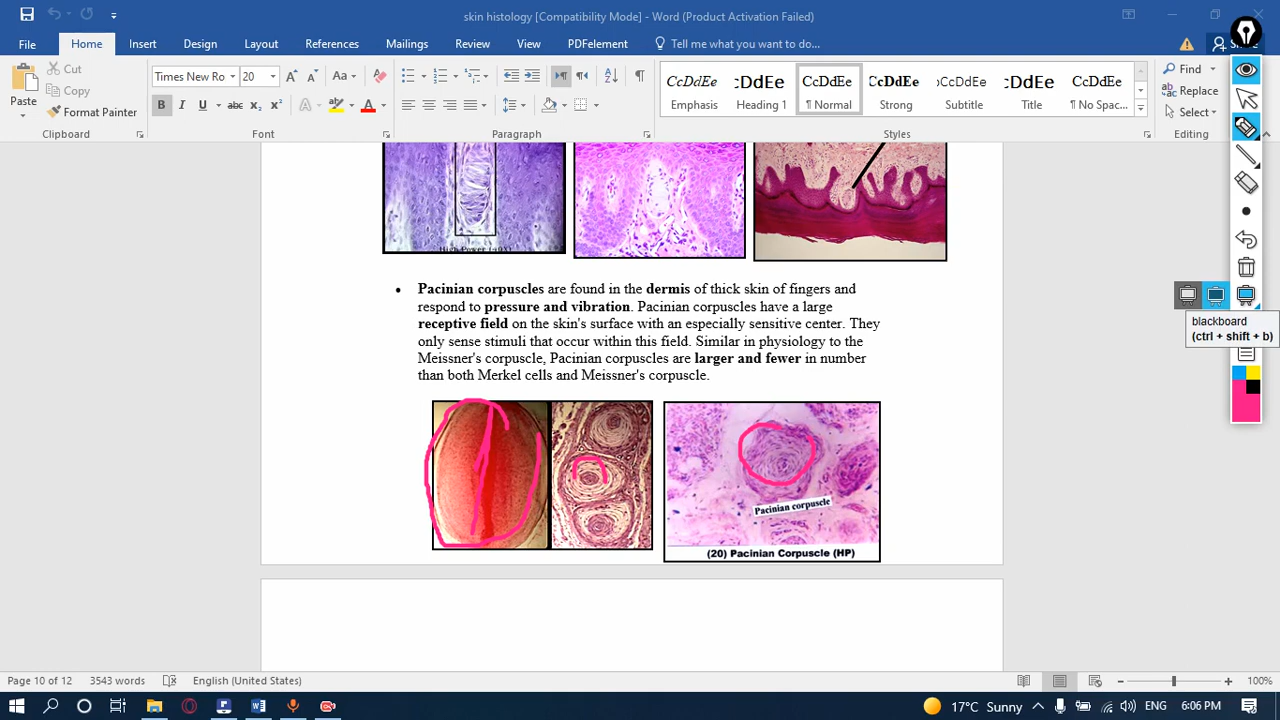 skin histology [Compatibility Mode] - Word (Product Activation Failed)
File Home Insert Design Layout References Mailings Review View PDFelement Tell me what you want to do...
Paste
Cut
Copy
Format Painter
Clipboard
Times New Ro 20
Font
Paragraph
CcDdEe CcDdEe CcDdEe CcDdEe CcDdEe CcDdEe CcDdEe
Emphasis Heading 1 ¶ Normal Strong Subtitle Title ¶ No Spac...
Styles
Find
Replace
Select
Editing
• Pacinian corpuscles are found in the dermis of thick skin of fingers and
respond to pressure and vibration. Pacinian corpuscles have a large
receptive field on the skin's surface with an especially sensitive center. They
only sense stimuli that occur within this field. Similar in physiology to the
Meissner's corpuscle, Pacinian corpuscles are larger and fewer in number
than both Merkel cells and Meissner's corpuscle.
Pacinian corpuscle
(20) Pacinian Corpuscle (HP)
blackboard
(ctrl + shift + b)
Page 10 of 12 3543 words English (United States) 100%
17°C Sunny ENG 6:06 PM